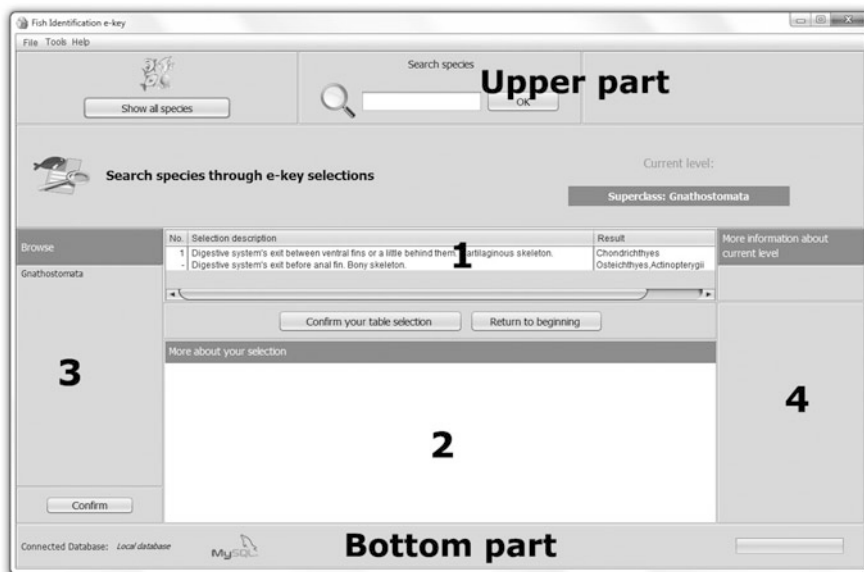 Fish Identification e-key
File Tools Help
Search species
Upper part
Show all species
OK
Search species through e-key selections
Current level:
Superclass: Gnathostomata
Browse
No. Selection description Result
More information about
current level
1 Digestive system's exit between ventral fins or a little behind them. Cartilaginous skeleton. Chondrichthyes
- Digestive system's exit before anal fin. Bony skeleton. Osteichthyes,Actinopterygii
1
Gnathostomata
Confirm your table selection Return to beginning
More about your selection
3
2
4
Confirm
Connected Database: Local database
MySQL
Bottom part